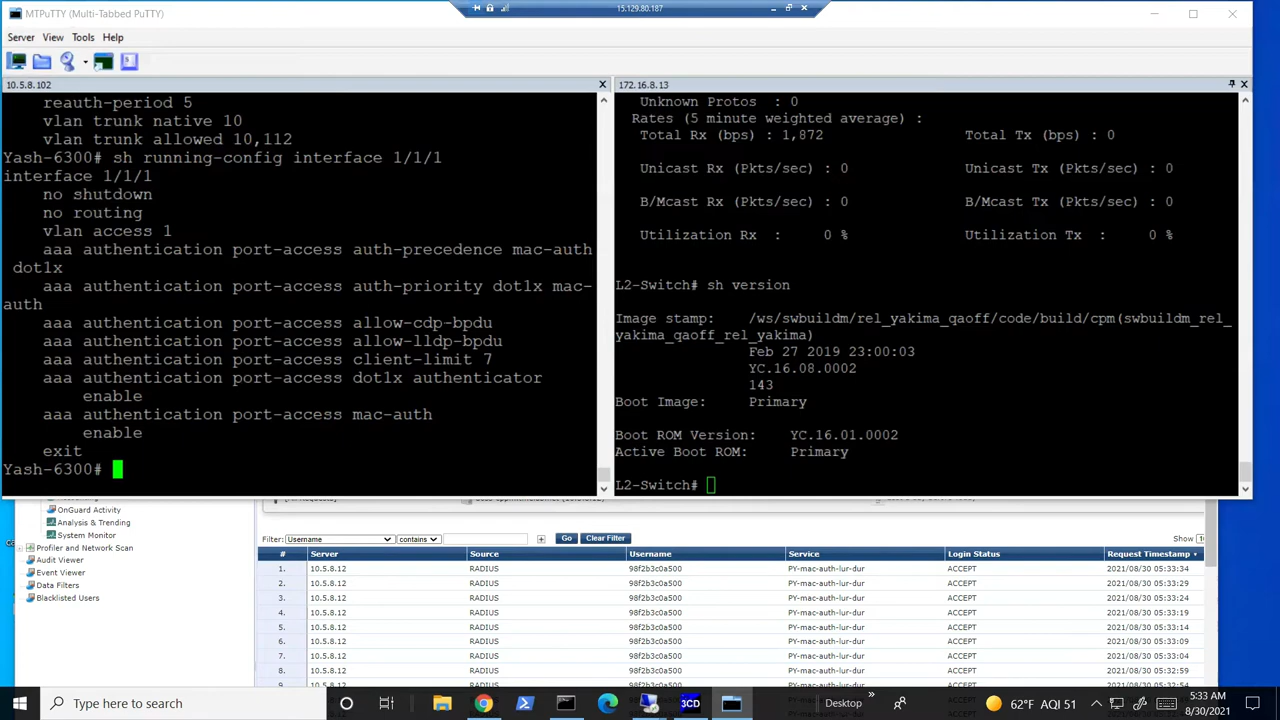 MTPuTTY (Multi-Tabbed PuTTY)
15.129.80.187
Server View Tools Help
10.5.8.102
reauth-period 5
vlan trunk native 10
vlan trunk allowed 10,112
Yash-6300# sh running-config interface 1/1/1
interface 1/1/1
no shutdown
no routing
vlan access 1
aaa authentication port-access auth-precedence mac-auth
dot1x
aaa authentication port-access auth-priority dot1x mac-
auth
aaa authentication port-access allow-cdp-bpdu
aaa authentication port-access allow-lldp-bpdu
aaa authentication port-access client-limit 7
aaa authentication port-access dot1x authenticator
enable
aaa authentication port-access mac-auth
enable
exit
Yash-6300#
172.16.8.13
Unknown Protos : 0
Rates (5 minute weighted average) :
Total Rx (bps) : 1,872 Total Tx (bps) : 0
Unicast Rx (Pkts/sec) : 0 Unicast Tx (Pkts/sec) : 0
B/Mcast Rx (Pkts/sec) : 0 B/Mcast Tx (Pkts/sec) : 0
Utilization Rx : 0 % Utilization Tx : 0 %
L2-Switch# sh version
Image stamp: /ws/swbuildm/rel_yakima_qaoff/code/build/cpm(swbuildm_rel_
yakima_qaoff_rel_yakima)
Feb 27 2019 23:00:03
YC.16.08.0002
143
Boot Image: Primary
Boot ROM Version: YC.16.01.0002
Active Boot ROM: Primary
L2-Switch#
OnGuard Activity
Analysis & Trending
System Monitor
Profiler and Network Scan
Audit Viewer
Event Viewer
Data Filters
Blacklisted Users
Filter: Username contains Go Clear Filter Show
# Server Source Username Service Login Status Request Timestamp
1. 10.5.8.12 RADIUS 98f2b3c0a500 PY-mac-auth-lur-dur ACCEPT 2021/08/30 05:33:34
2. 10.5.8.12 RADIUS 98f2b3c0a500 PY-mac-auth-lur-dur ACCEPT 2021/08/30 05:33:29
3. 10.5.8.12 RADIUS 98f2b3c0a500 PY-mac-auth-lur-dur ACCEPT 2021/08/30 05:33:24
4. 10.5.8.12 RADIUS 98f2b3c0a500 PY-mac-auth-lur-dur ACCEPT 2021/08/30 05:33:19
5. 10.5.8.12 RADIUS 98f2b3c0a500 PY-mac-auth-lur-dur ACCEPT 2021/08/30 05:33:14
6. 10.5.8.12 RADIUS 98f2b3c0a500 PY-mac-auth-lur-dur ACCEPT 2021/08/30 05:33:09
7. 10.5.8.12 RADIUS 98f2b3c0a500 PY-mac-auth-lur-dur ACCEPT 2021/08/30 05:33:04
8. 10.5.8.12 RADIUS 98f2b3c0a500 PY-mac-auth-lur-dur ACCEPT 2021/08/30 05:32:59
Type here to search
3CD
Desktop
62°F AQI 51
5:33 AM
8/30/2021